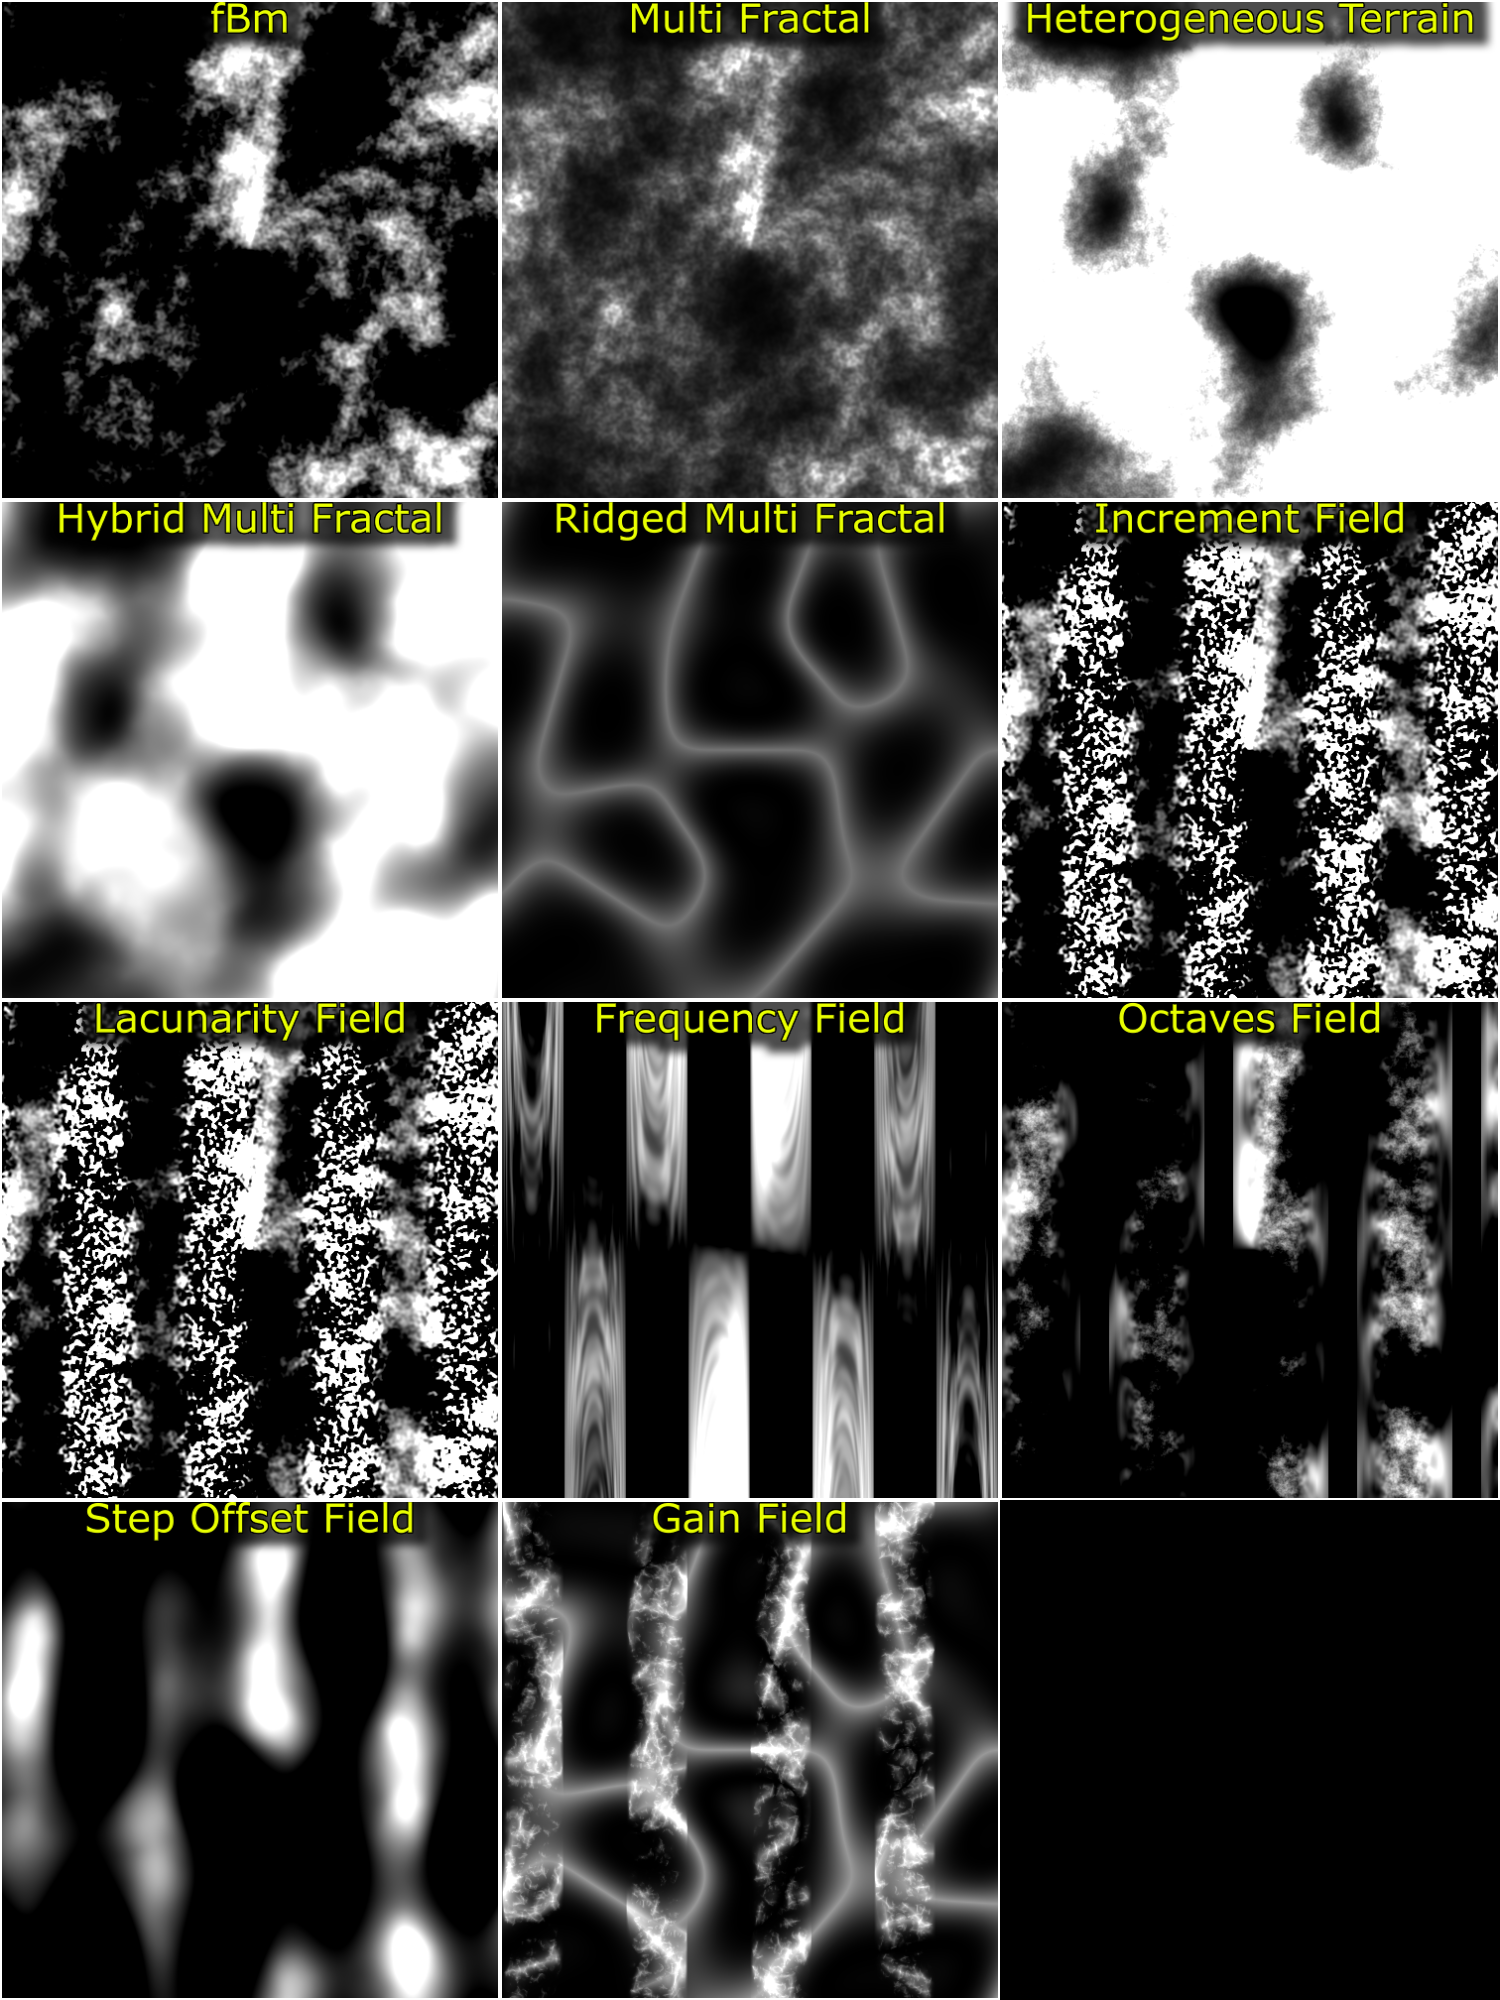 fBm
Multi Fractal
Heterogeneous Terrain
Hybrid Multi Fractal
Ridged Multi Fractal
Increment Field
Lacunarity Field
Frequency Field
Octaves Field
Step Offset Field
Gain Field